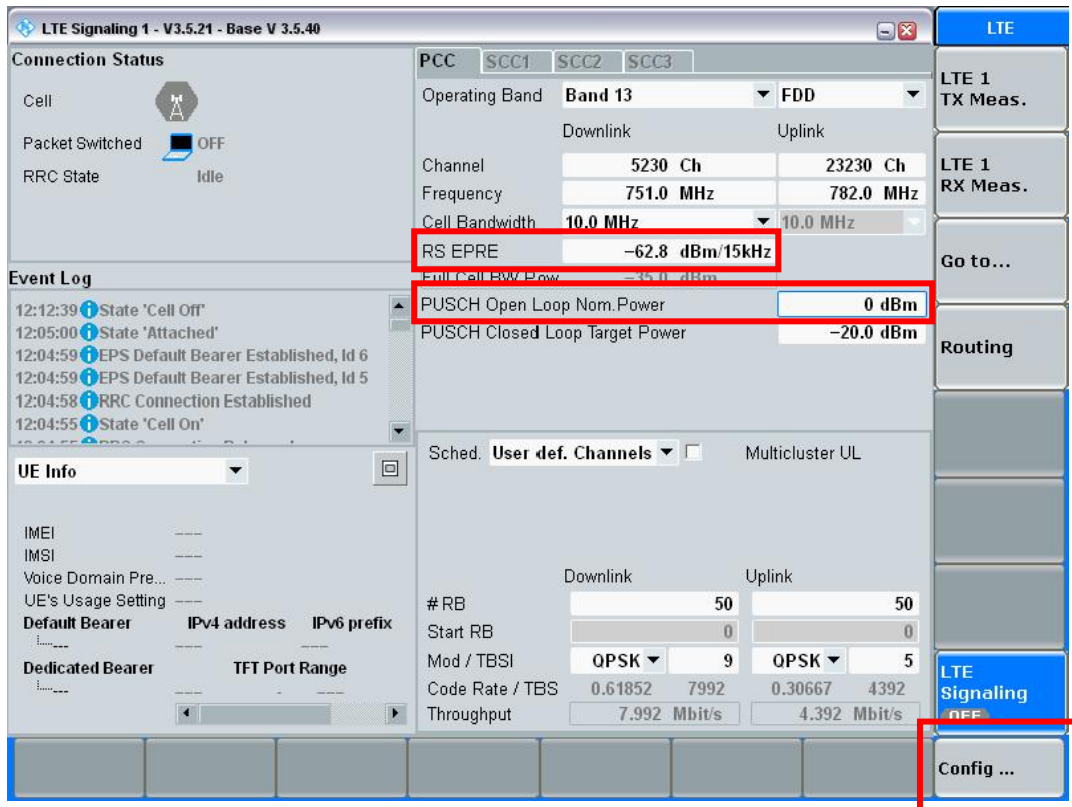 LTE Signaling 1 - V3.5.21 - Base V 3.5.40
LTE
Connection Status
Cell
Packet Switched OFF
RRC State Idle
PCC SCC1 SCC2 SCC3
Operating Band Band 13 FDD
Downlink Uplink
Channel 5230 Ch 23230 Ch
Frequency 751.0 MHz 782.0 MHz
Cell Bandwidth 10.0 MHz 10.0 MHz
RS EPRE −62.8 dBm/15kHz
Full Cell BW Pow −35.0 dBm
PUSCH Open Loop Nom.Power 0 dBm
PUSCH Closed Loop Target Power −20.0 dBm
Event Log
12:12:39 State 'Cell Off'
12:05:00 State 'Attached'
12:04:59 EPS Default Bearer Established, Id 6
12:04:59 EPS Default Bearer Established, Id 5
12:04:58 RRC Connection Established
12:04:55 State 'Cell On'
UE Info
IMEI ---
IMSI ---
Voice Domain Pre... ---
UE's Usage Setting ---
Default Bearer IPv4 address IPv6 prefix
--- --- ---
Dedicated Bearer TFT Port Range
--- --- - ---
Sched. User def. Channels Multicluster UL
Downlink Uplink
# RB 50 50
Start RB 0 0
Mod / TBSI QPSK 9 QPSK 5
Code Rate / TBS 0.61852 7992 0.30667 4392
Throughput 7.992 Mbit/s 4.392 Mbit/s
LTE 1
TX Meas.
LTE 1
RX Meas.
Go to...
Routing
LTE
Signaling
OFF
Config ...